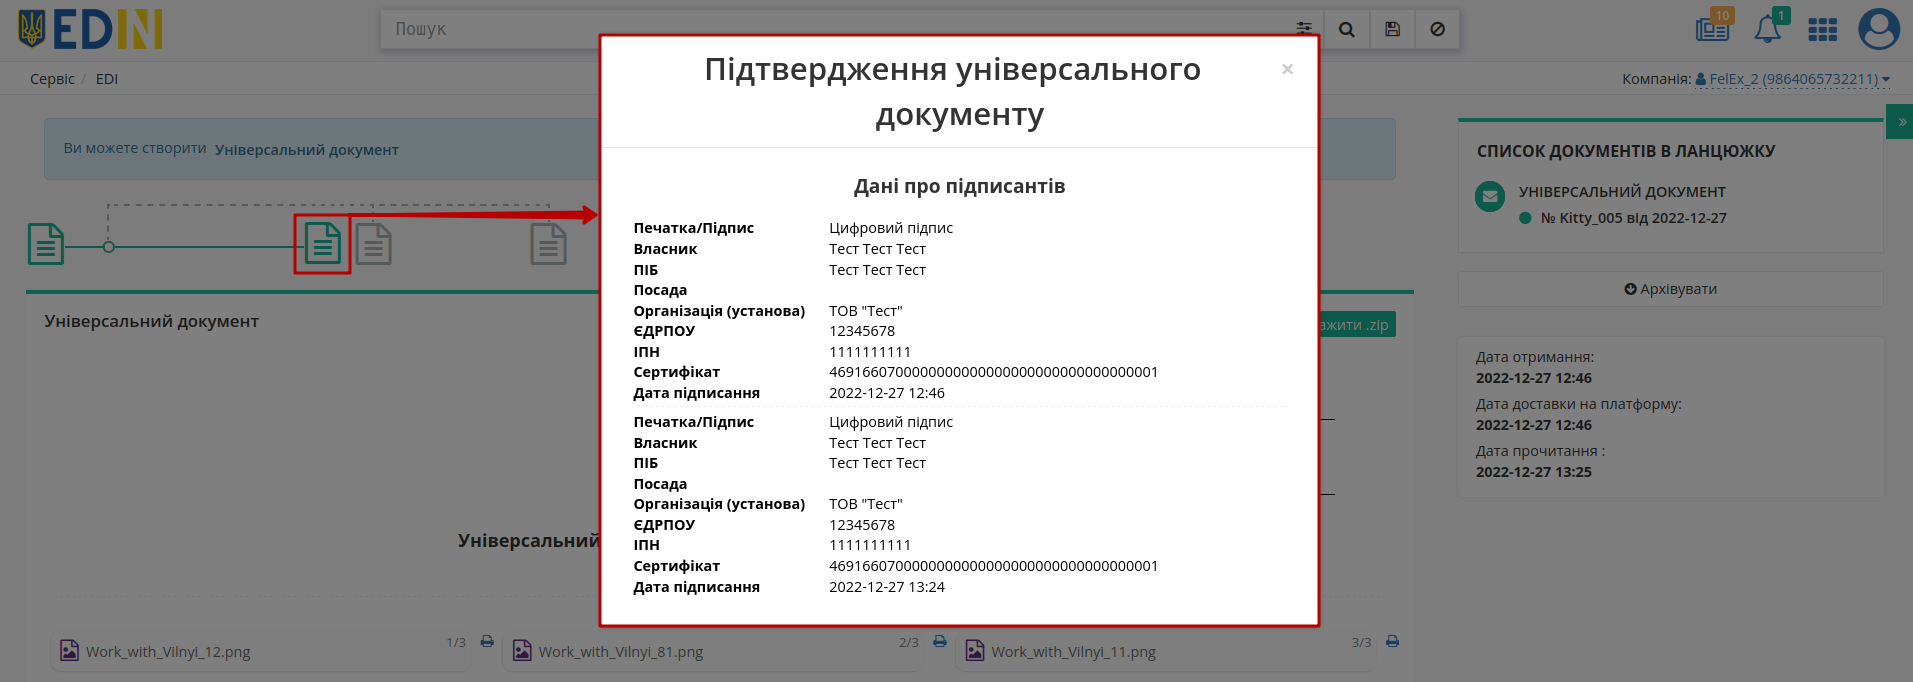 EDIN
Пошук
10
1
Сервіс / EDI
Компанія: FelEx_2 (9864065732211)
Ви можете створити Універсальний документ
Універсальний документ
ажити .zip
Універсальний
Work_with_Vilnyi_12.png
1/3
Work_with_Vilnyi_81.png
2/3
Work_with_Vilnyi_11.png
3/3
Підтвердження універсального
документу
×
Дані про підписантів
Печатка/Підпис Цифровий підпис
Власник Тест Тест Тест
ПІБ Тест Тест Тест
Посада
Організація (установа) ТОВ "Тест"
ЄДРПОУ 12345678
ІПН 1111111111
Сертифікат
Дата підписання 2022-12-27 12:46
Печатка/Підпис Цифровий підпис
Власник Тест Тест Тест
ПІБ Тест Тест Тест
Посада
Організація (установа) ТОВ "Тест"
ЄДРПОУ 12345678
ІПН 1111111111
Сертифікат
Дата підписання 2022-12-27 13:24
»
СПИСОК ДОКУМЕНТІВ В ЛАНЦЮЖКУ
УНІВЕРСАЛЬНИЙ ДОКУМЕНТ
№ Kitty_005 від 2022-12-27
Архівувати
Дата отримання:
2022-12-27 12:46
Дата доставки на платформу:
2022-12-27 12:46
Дата прочитання :
2022-12-27 13:25